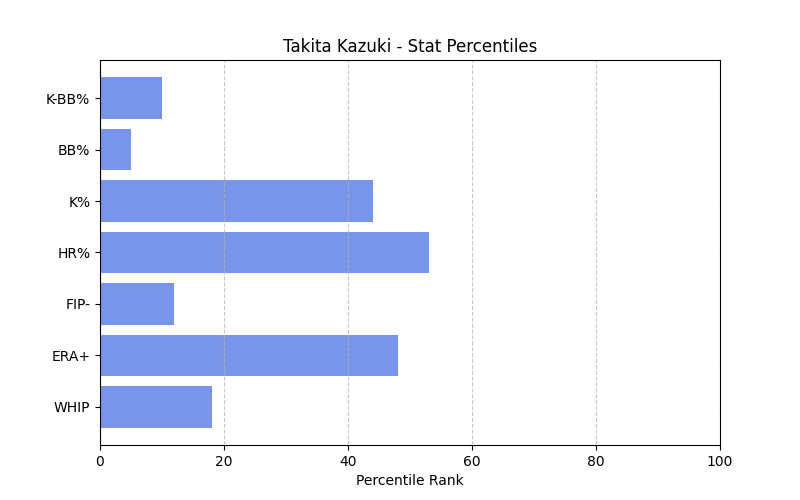 Takita Kazuki - Stat Percentiles
K-BB%
BB%
K%
HR%
FIP-
ERA+
WHIP
0 20 40 60 80 100
Percentile Rank